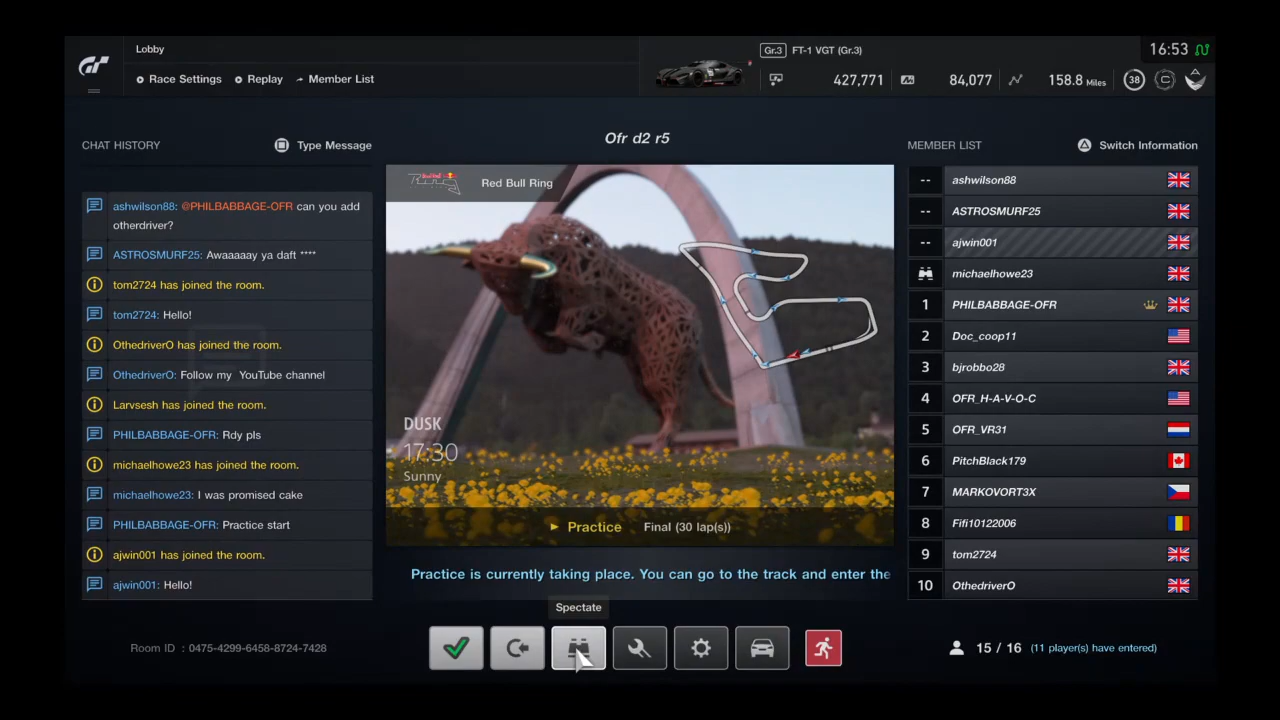 Lobby
Race Settings Replay Member List
Gr.3 FT-1 VGT (Gr.3)
16:53
427,771 84,077 158.8 Miles 38 C
CHAT HISTORY
Type Message
ashwilson88: @PHILBABBAGE-OFR can you add
otherdriver?
ASTROSMURF25: Awaaaaay ya daft ****
tom2724 has joined the room.
tom2724: Hello!
OthedriverO has joined the room.
OthedriverO: Follow my YouTube channel
Larvsesh has joined the room.
PHILBABBAGE-OFR: Rdy pls
michaelhowe23 has joined the room.
michaelhowe23: I was promised cake
PHILBABBAGE-OFR: Practice start
ajwin001 has joined the room.
ajwin001: Hello!
Ofr d2 r5
Red Bull Ring
DUSK
17:30
Sunny
Practice Final (30 lap(s))
Practice is currently taking place. You can go to the track and enter the
Spectate
MEMBER LIST
Switch Information
-- ashwilson88
-- ASTROSMURF25
-- ajwin001
michaelhowe23
1 PHILBABBAGE-OFR
2 Doc_coop11
3 bjrobbo28
4 OFR_H-A-V-O-C
5 OFR_VR31
6 PitchBlack179
7 MARKOVORT3X
8 Fifi10122006
9 tom2724
10 OthedriverO
Room ID : 0475-4299-6458-8724-7428
15 / 16 (11 player(s) have entered)